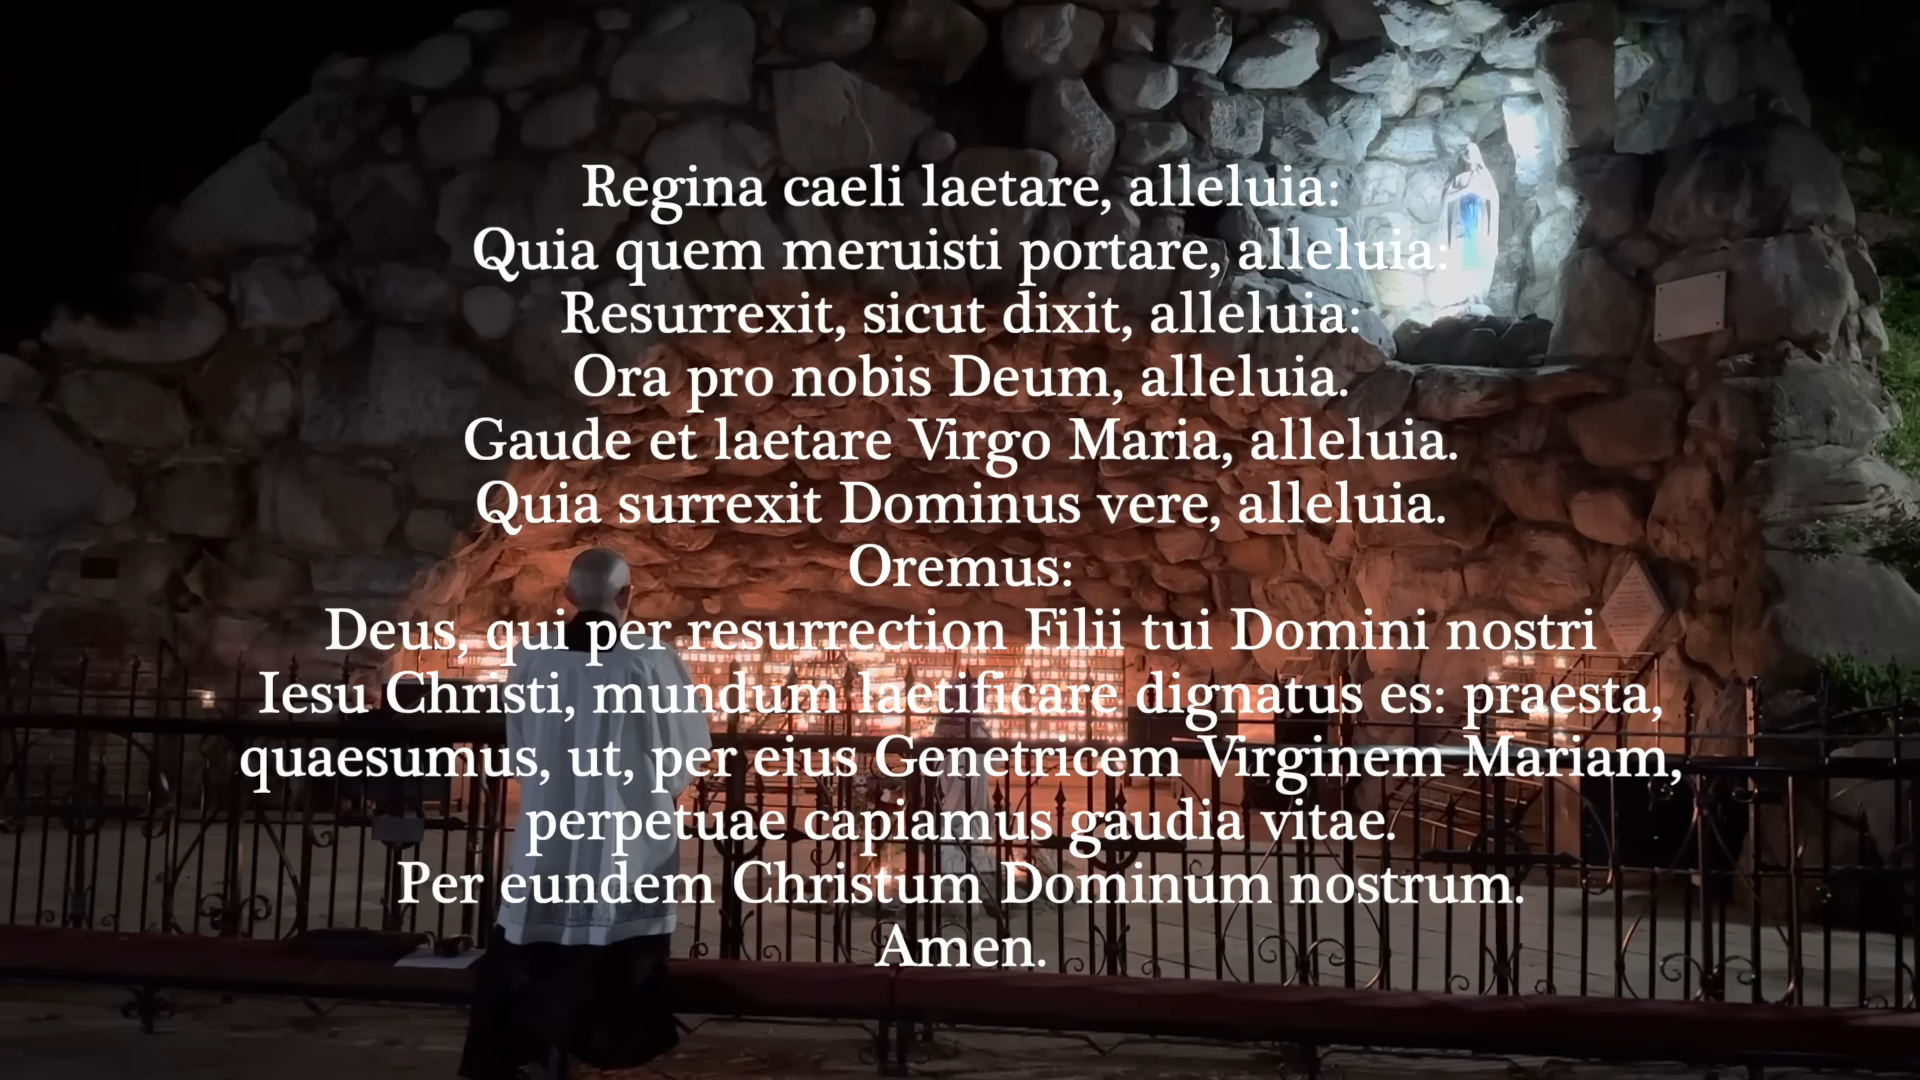 Regina caeli laetare, alleluia:
Quia quem meruisti portare, alleluia:
Resurrexit, sicut dixit, alleluia:
Ora pro nobis Deum, alleluia.
Gaude et laetare Virgo Maria, alleluia.
Quia surrexit Dominus vere, alleluia.
Oremus:
Deus, qui per resurrection Filii tui Domini nostri
Iesu Christi, mundum laetificare dignatus es: praesta,
quaesumus, ut, per eius Genetricem Virginem Mariam,
perpetuae capiamus gaudia vitae.
Per eundem Christum Dominum nostrum.
Amen.